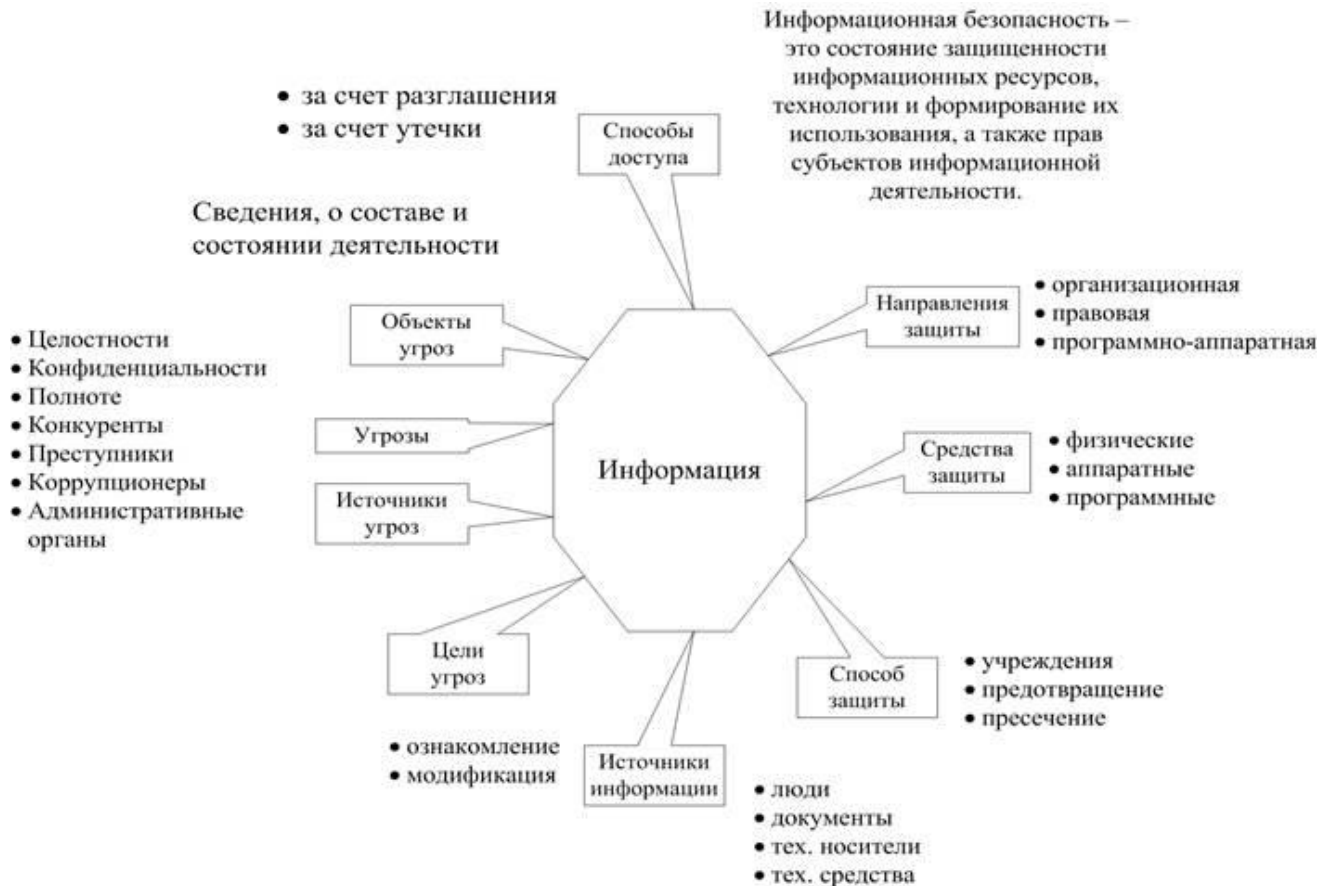 Информационная безопасность –
это состояние защищенности
информационных ресурсов,
технологии и формирование их
использования, а также прав
субъектов информационной
деятельности.
• за счет разглашения
• за счет утечки
Способы
доступа
Сведения, о составе и
состоянии деятельности
Объекты
угроз
Направления
защиты
• организационная
• правовая
• программно-аппаратная
• Целостности
• Конфиденциальности
• Полноте
• Конкуренты
• Преступники
• Коррупционеры
• Административные
органы
Угрозы
Источники
угроз
Информация
Средства
защиты
• физические
• аппаратные
• программные
Цели
угроз
• ознакомление
• модификация
Источники
информации
• люди
• документы
• тех. носители
• тех. средства
Способ
защиты
• учреждения
• предотвращение
• пресечение